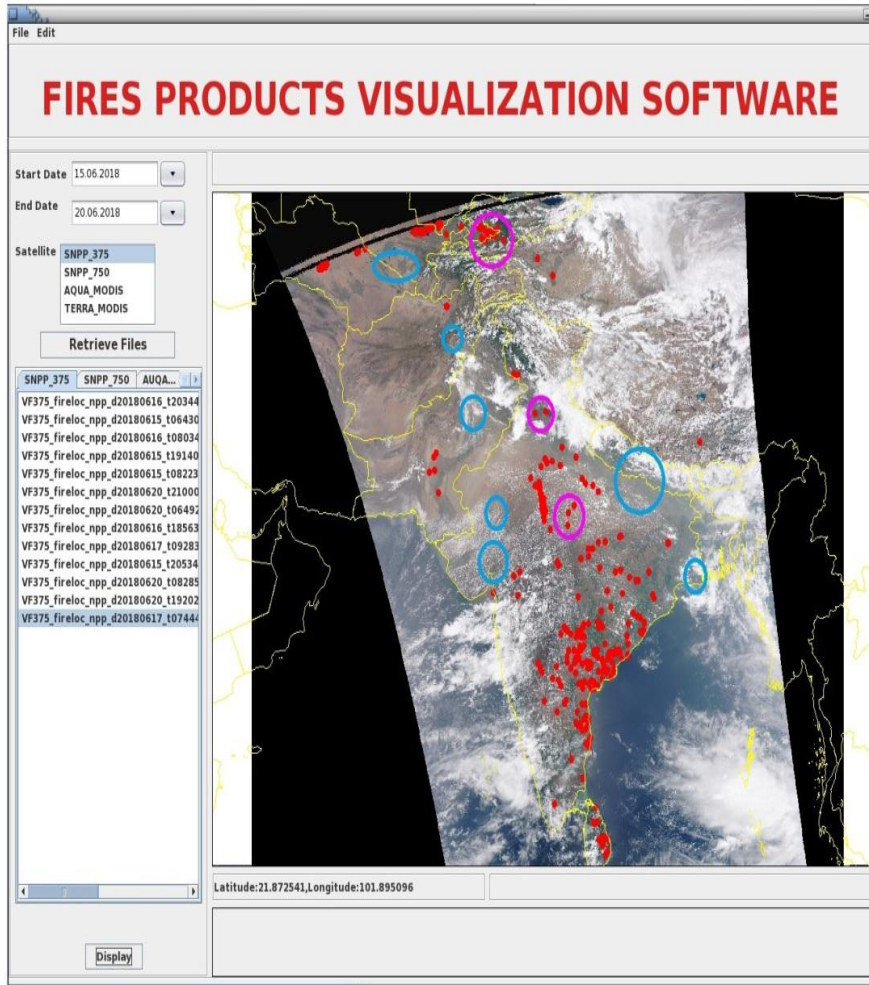 File Edit
FIRES PRODUCTS VISUALIZATION SOFTWARE
Start Date 15.06.2018
End Date 20.06.2018
Satellite SNPP_375
SNPP_750
AQUA_MODIS
TERRA_MODIS
Retrieve Files
SNPP_375 SNPP_750 AUQA...
VF375_fireloc_npp_d20180616_t20344
VF375_fireloc_npp_d20180615_t06430
VF375_fireloc_npp_d20180616_t08034
VF375_fireloc_npp_d20180615_t19140
VF375_fireloc_npp_d20180615_t08223
VF375_fireloc_npp_d20180620_t21000
VF375_fireloc_npp_d20180620_t06492
VF375_fireloc_npp_d20180616_t18563
VF375_fireloc_npp_d20180617_t09283
VF375_fireloc_npp_d20180615_t20534
VF375_fireloc_npp_d20180620_t08285
VF375_fireloc_npp_d20180620_t19202
VF375_fireloc_npp_d20180617_t07444
Latitude:21.872541,Longitude:101.895096
Display